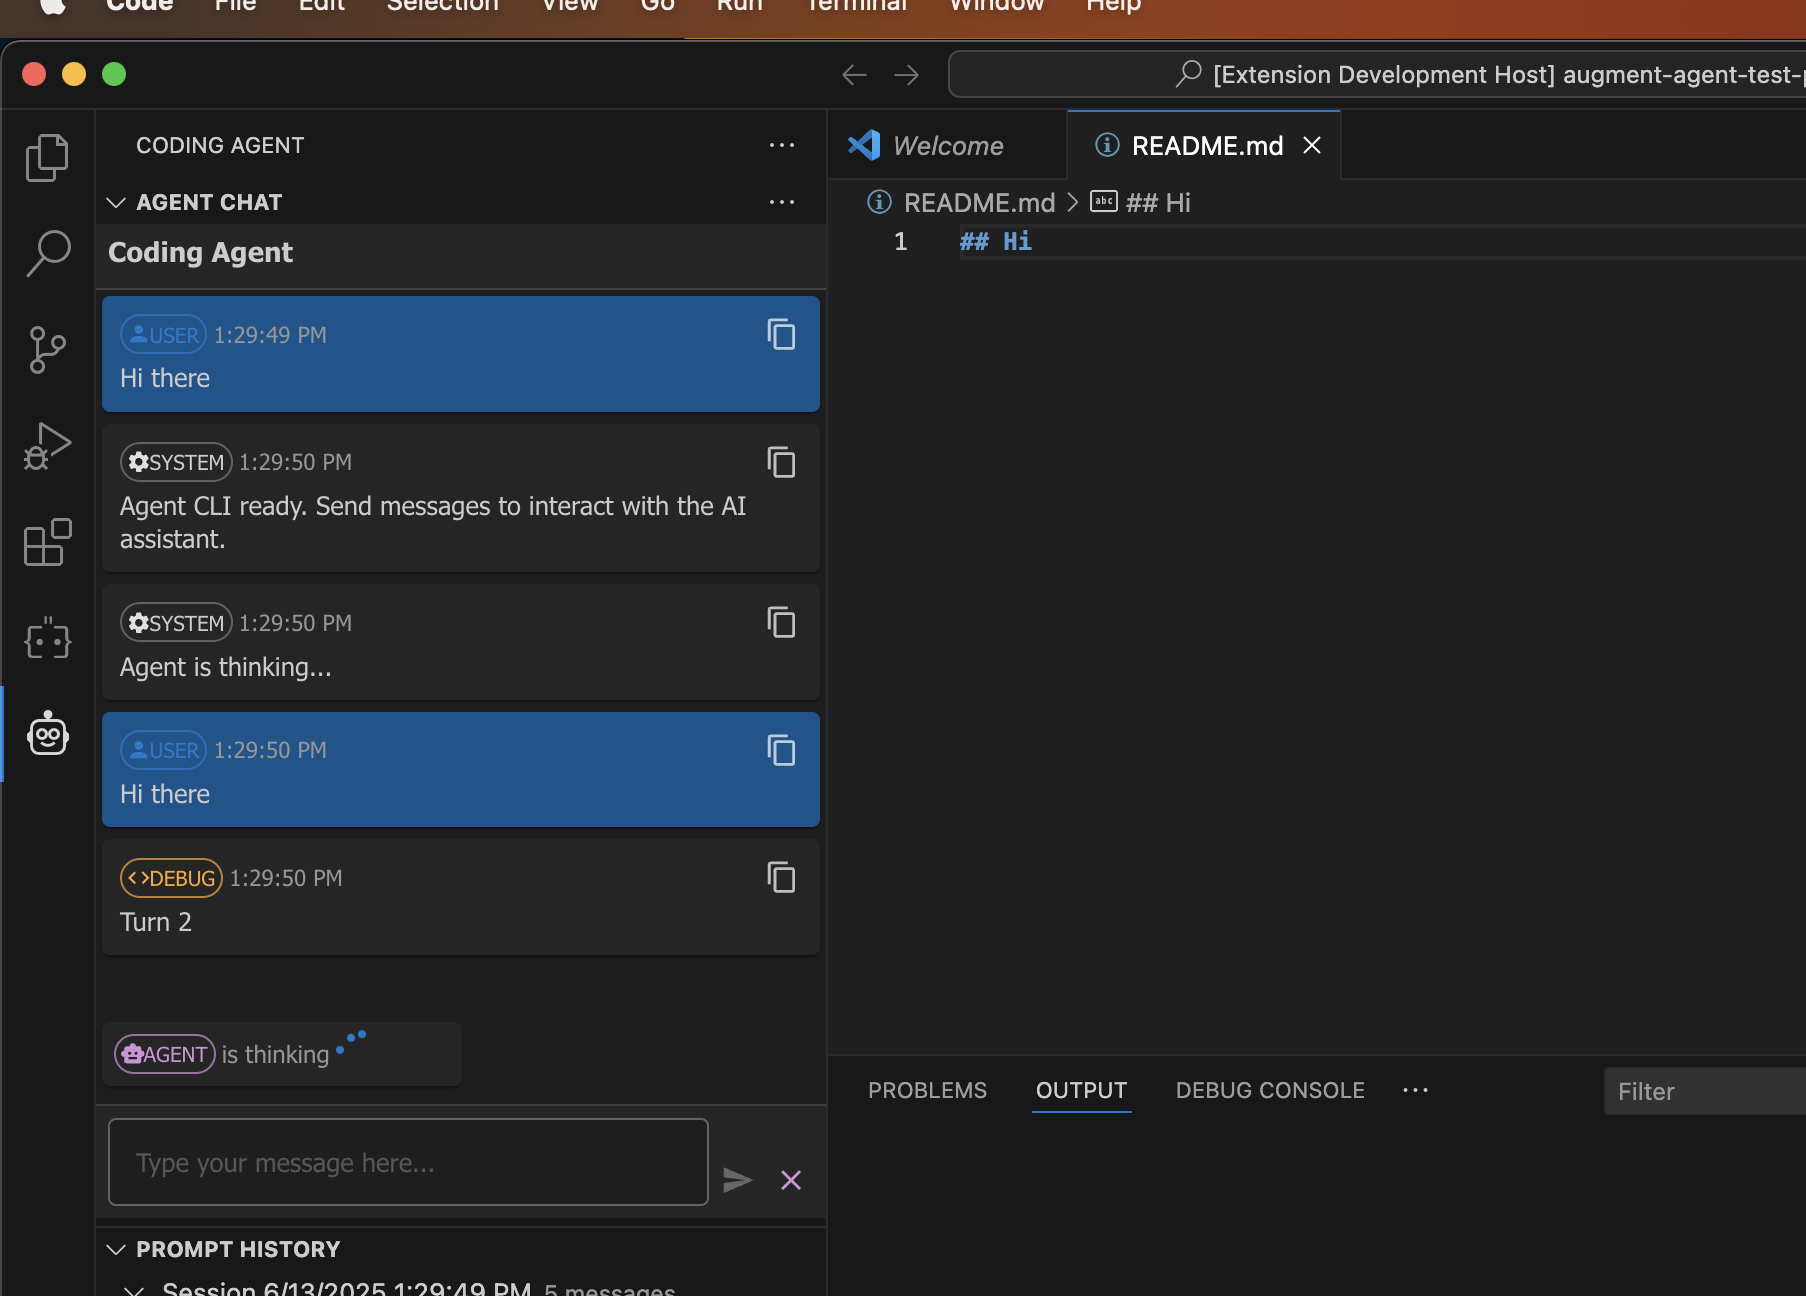 Code File Edit Selection View Go Run Terminal Window Help
[Extension Development Host] augment-agent-test-
CODING AGENT
Welcome
README.md
AGENT CHAT
README.md > abc ## Hi
Coding Agent
1 ## Hi
USER 1:29:49 PM
Hi there
SYSTEM 1:29:50 PM
Agent CLI ready. Send messages to interact with the AI
assistant.
SYSTEM 1:29:50 PM
Agent is thinking...
USER 1:29:50 PM
Hi there
<>DEBUG 1:29:50 PM
Turn 2
AGENT is thinking
Type your message here...
PROMPT HISTORY
Session 6/13/2025 1:29:49 PM 5 messages
PROBLEMS OUTPUT DEBUG CONSOLE ... Filter